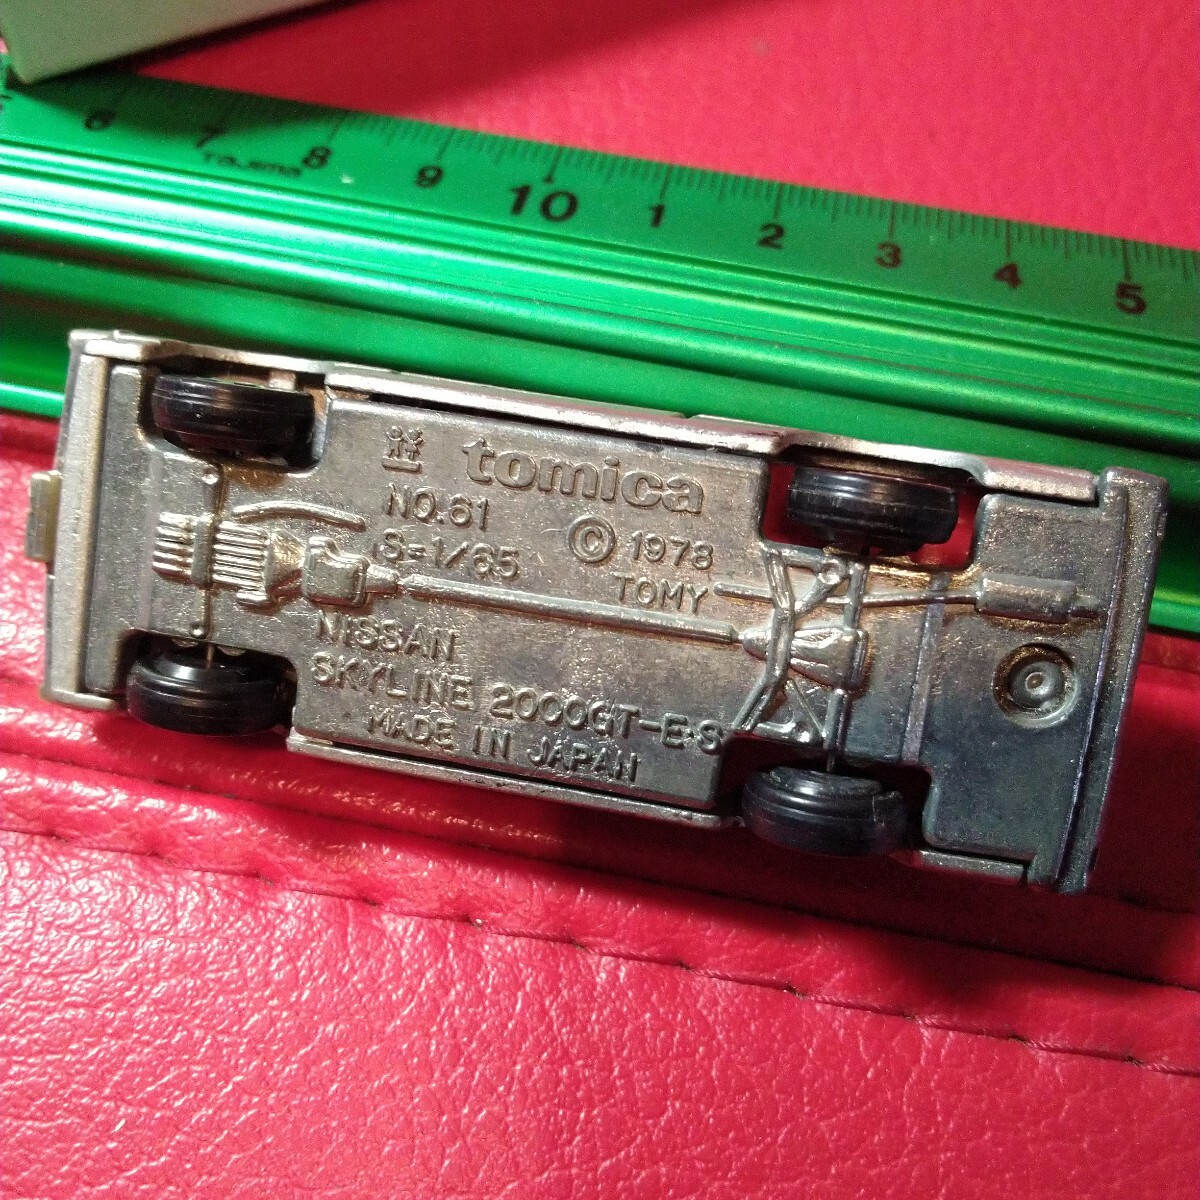 6 7 8 9 10 1 2 3 4 5
Tajima
tomica
NO.61
S=1/65
© 1978
TOMY
NISSAN
SKYLINE 2000GT-E·S
MADE IN JAPAN